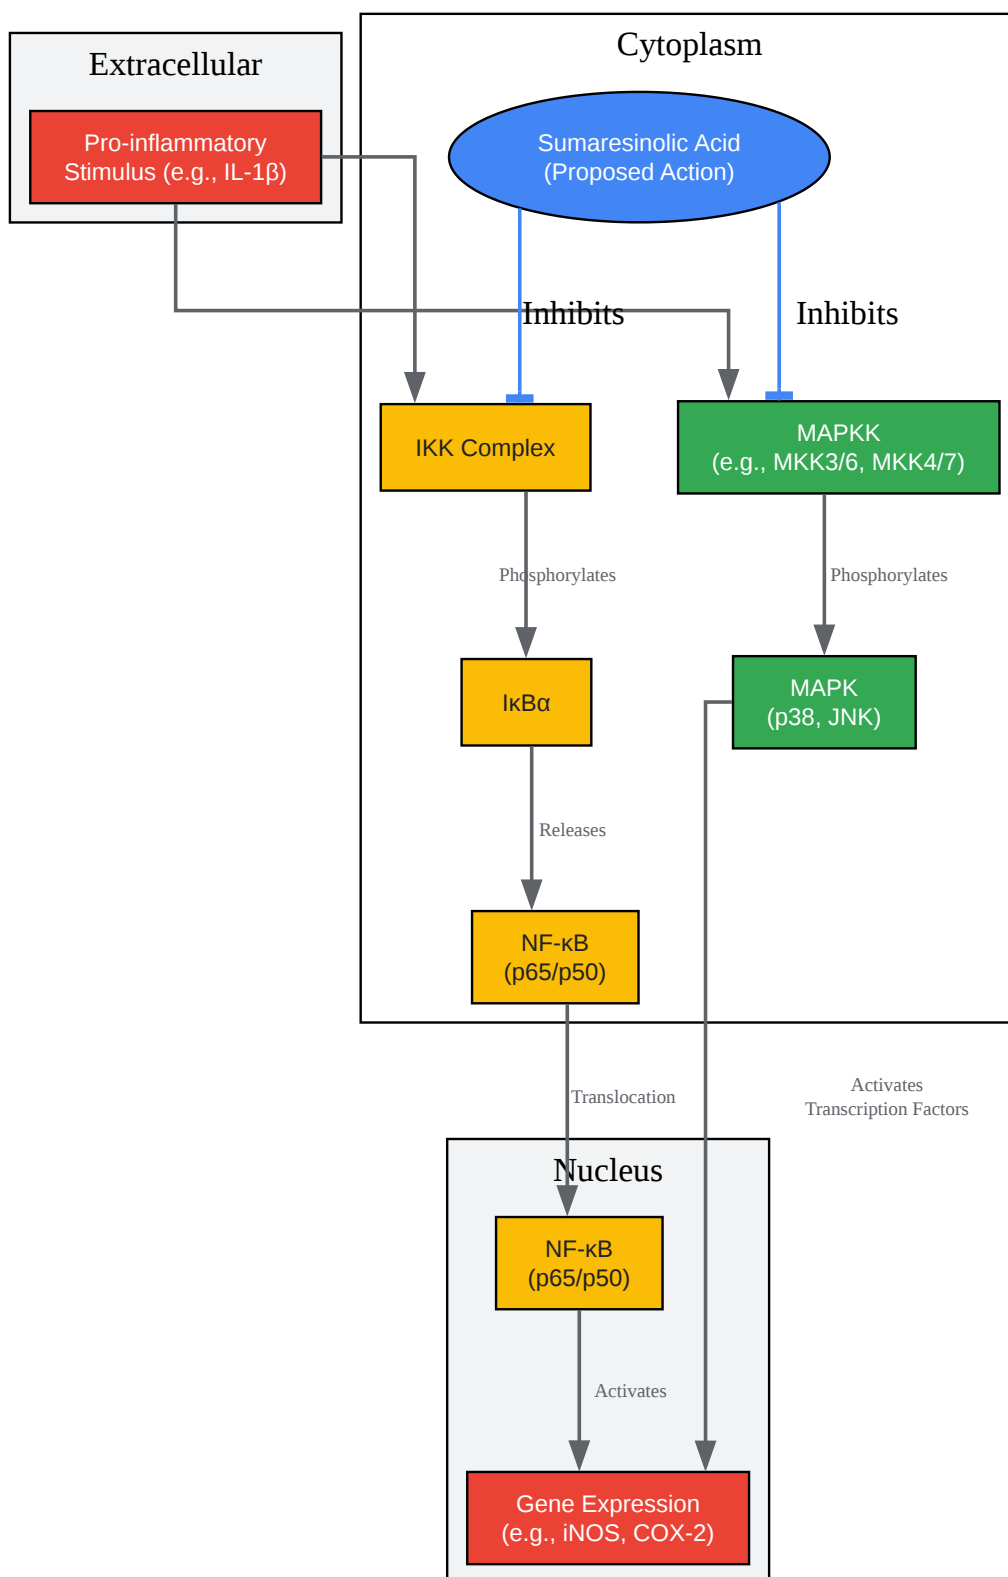 Extracellular
Cytoplasm
Pro-inflammatory
Stimulus (e.g., IL-1β)
Sumaresinolic Acid
(Proposed Action)
Inhibits
Inhibits
IKK Complex
MAPKK
(e.g., MKK3/6, MKK4/7)
Phosphorylates
Phosphorylates
IκBα
MAPK
(p38, JNK)
Releases
NF-κB
(p65/p50)
Translocation
Activates
Transcription Factors
Nucleus
NF-κB
(p65/p50)
Activates
Gene Expression
(e.g., iNOS, COX-2)